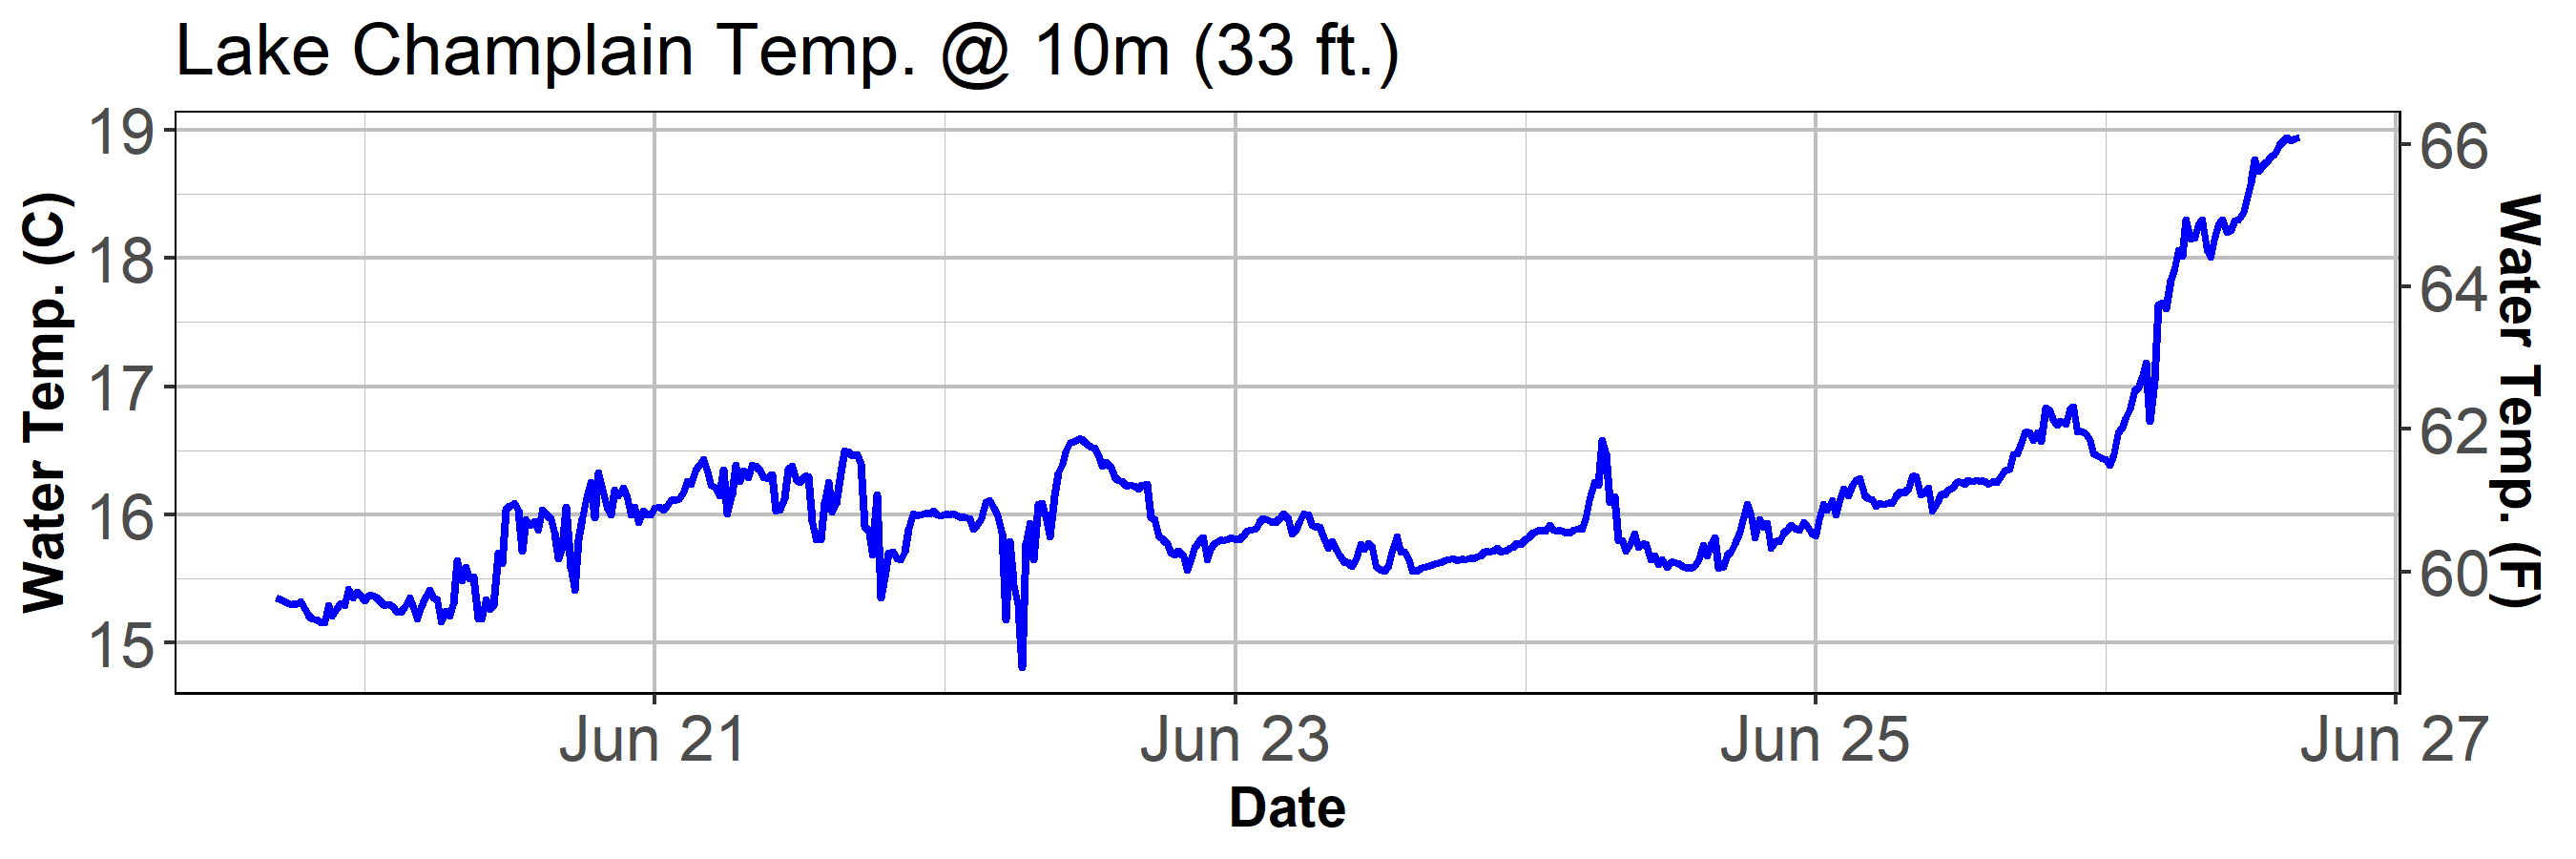 Lake Champlain Temp. @ 10m (33 ft.)
Water Temp. (C)
19
18
17
16
15
66
64
62
60
Water Temp. (F)
Jun 21
Jun 23
Jun 25
Jun 27
Date